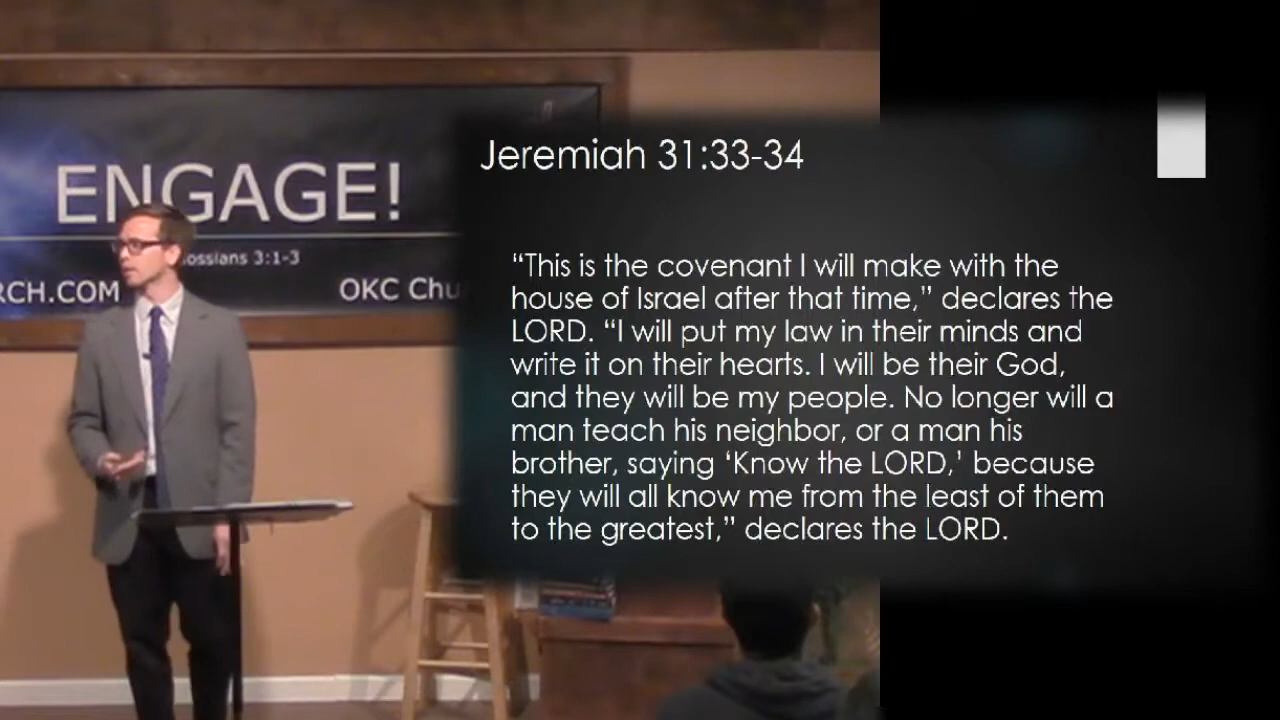 ENGAGE!
3:1-3
OKC
Jeremiah 31:33-34
“This is the covenant I will make with the
house of Israel after that time,” declares the
LORD. “I will put my law in their minds and
write it on their hearts. I will be their God,
and they will be my people. No longer will a
man teach his neighbor, or a man his
brother, saying ‘Know the LORD,’ because
they will all know me from the least of them
to the greatest,” declares the LORD.